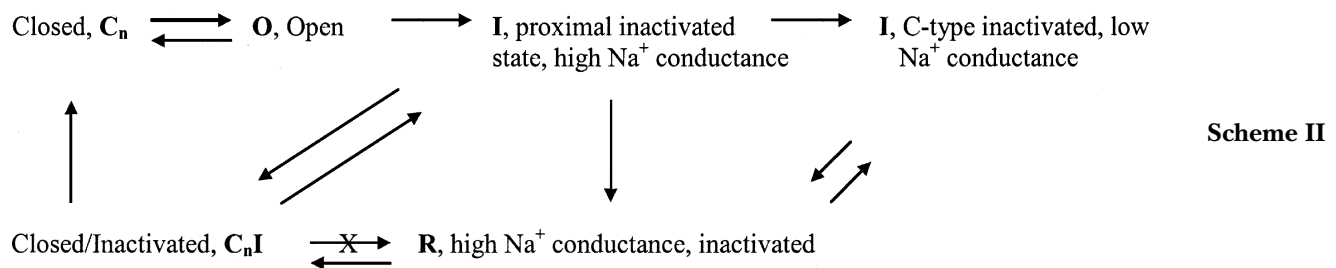 Closed, Cn O, Open I, proximal inactivated I, C-type inactivated, low
state, high Na+ conductance Na+ conductance
Scheme II
Closed/Inactivated, CnI X R, high Na+ conductance, inactivated